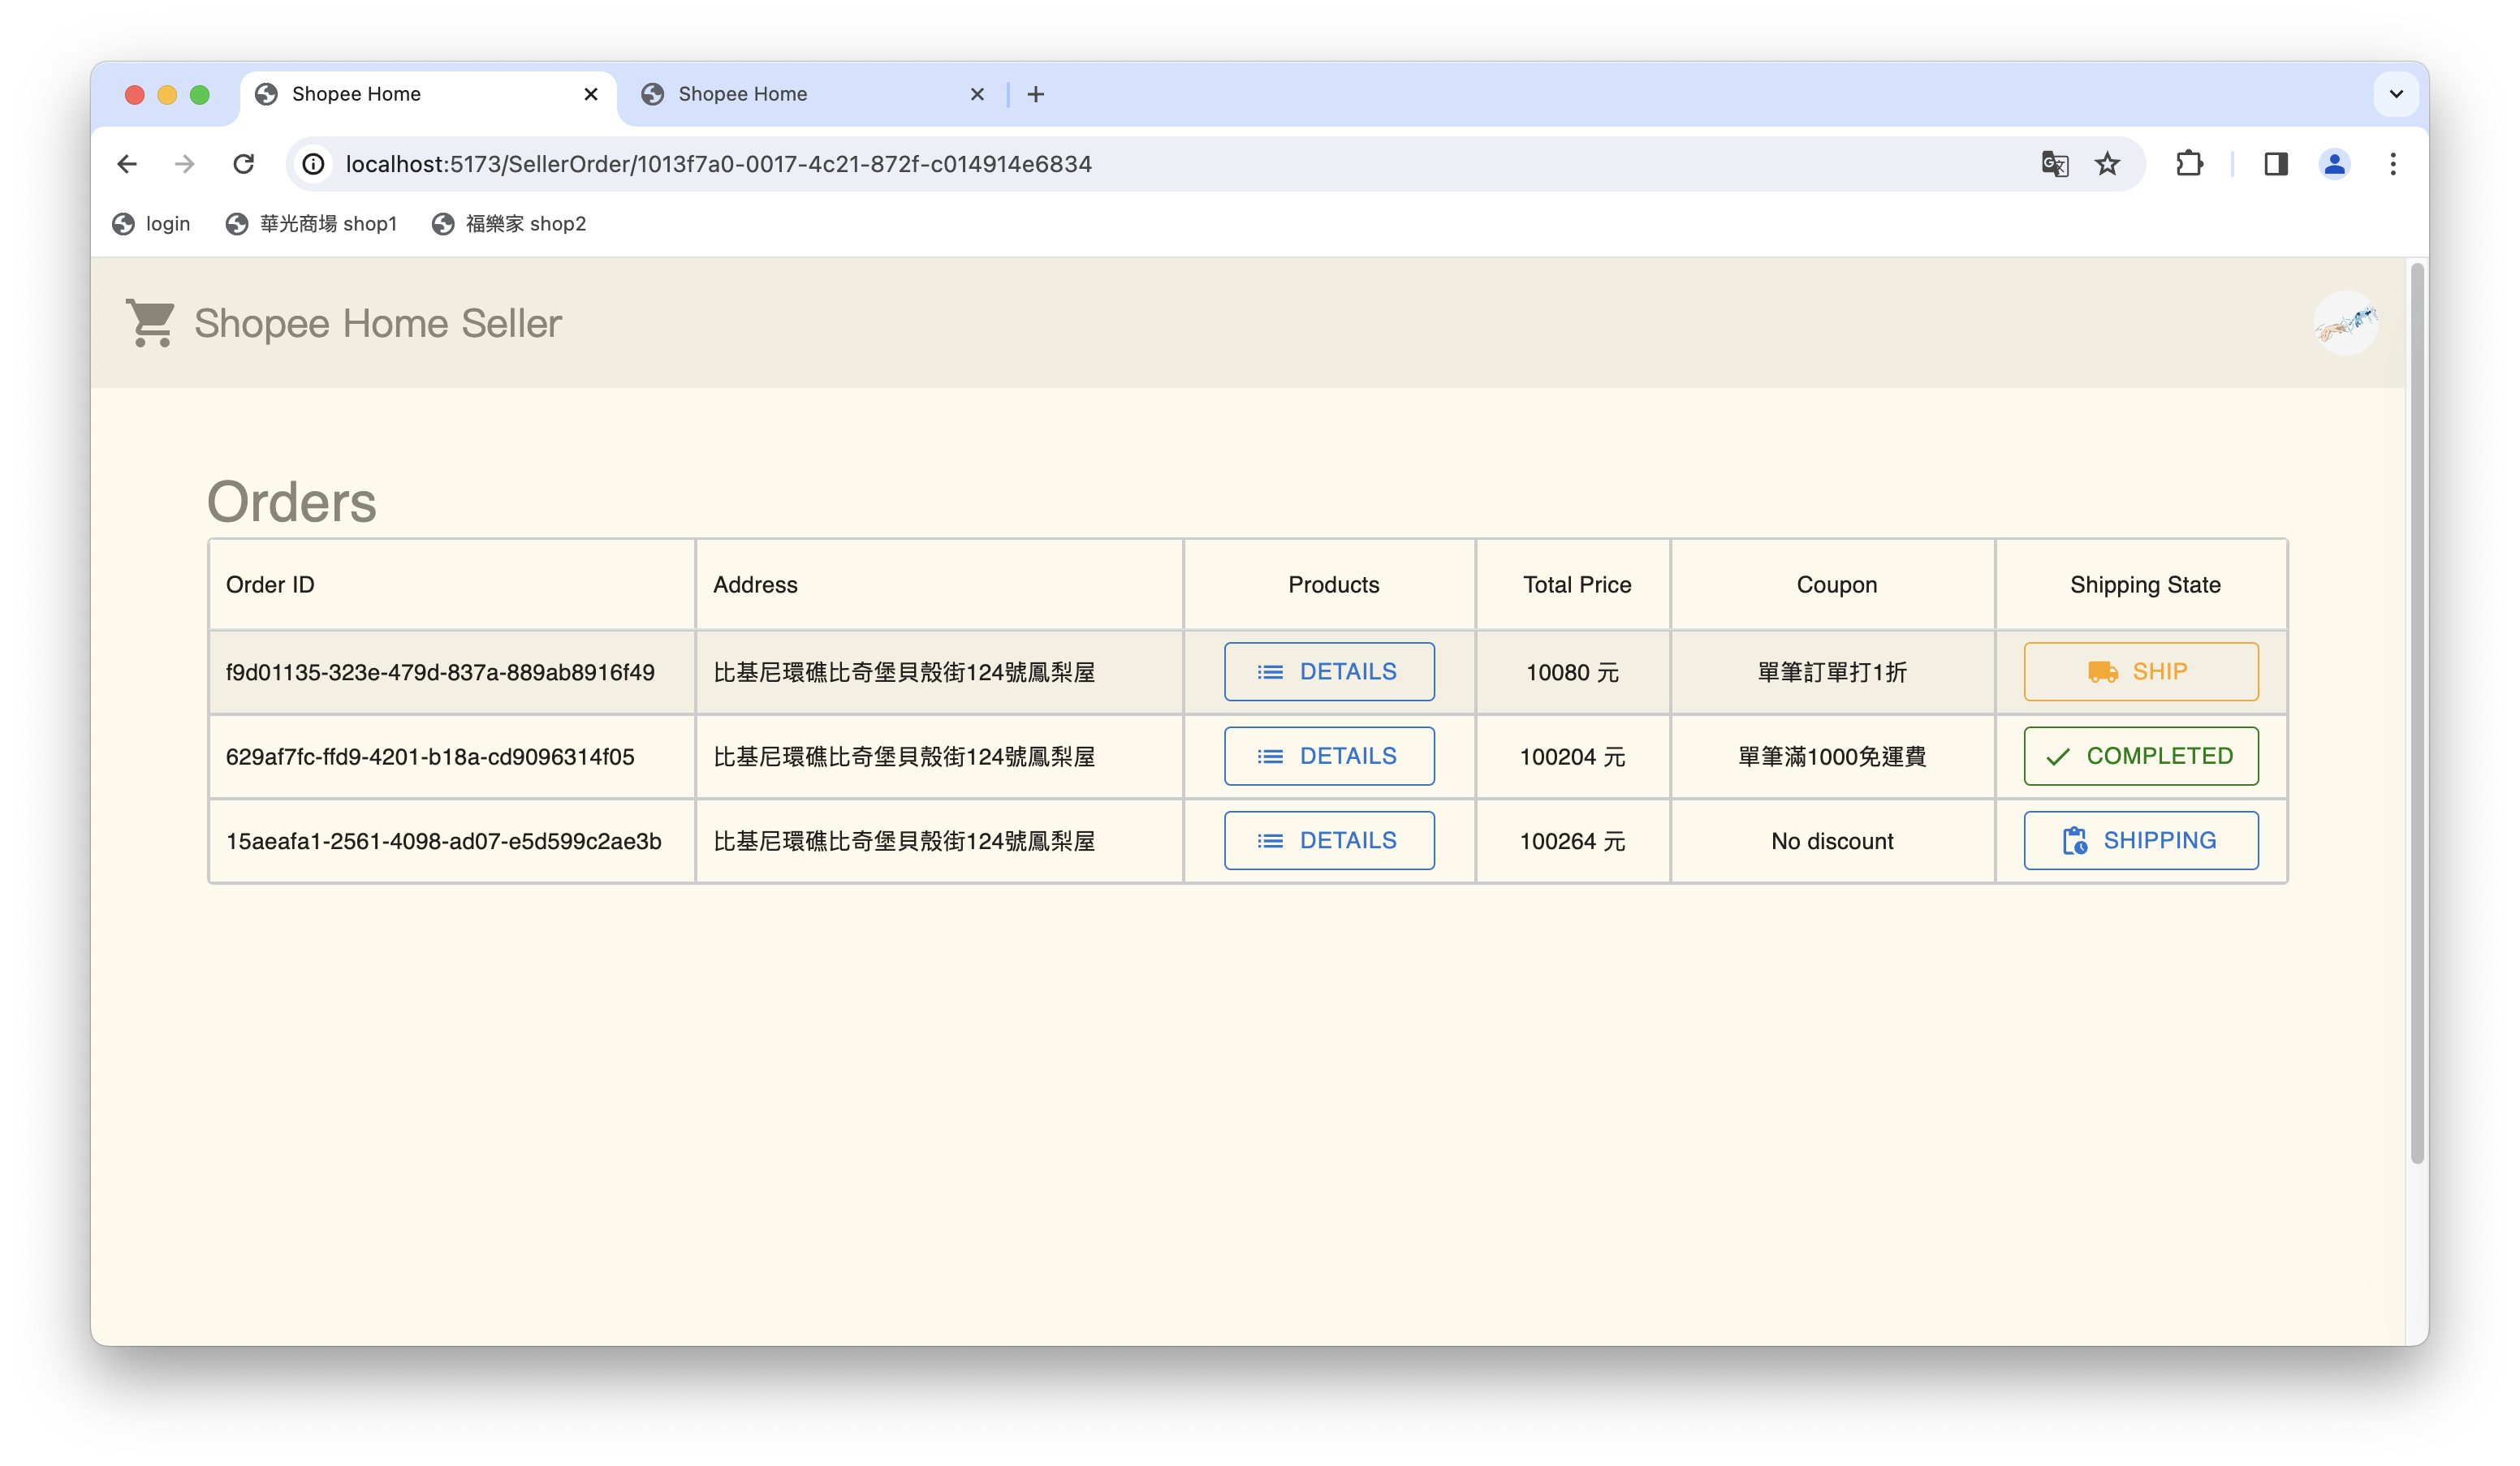 Shopee Home
Shopee Home
localhost:5173/SellerOrder/1013f7a0-0017-4c21-872f-c014914e6834
login 華光商場 shop1 福樂家 shop2
Shopee Home Seller
Orders
Order ID Address Products Total Price Coupon Shipping State
f9d01135-323e-479d-837a-889ab8916f49 比基尼環礁比奇堡貝殼街124號鳳梨屋 DETAILS 10080 元 單筆訂單打1折 SHIP
629af7fc-ffd9-4201-b18a-cd9096314f05 比基尼環礁比奇堡貝殼街124號鳳梨屋 DETAILS 100204 元 單筆滿1000免運費 COMPLETED
15aeafa1-2561-4098-ad07-e5d599c2ae3b 比基尼環礁比奇堡貝殼街124號鳳梨屋 DETAILS 100264 元 No discount SHIPPING